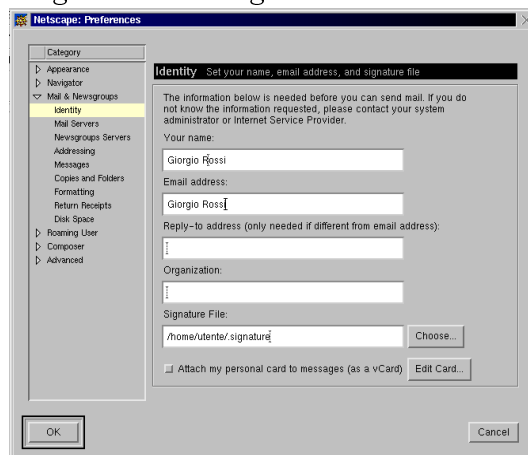 Netscape: Preferences
Category
Appearance
Navigator
Mail & Newsgroups
Identity
Mail Servers
Newsgroups Servers
Addressing
Messages
Copies and Folders
Formatting
Return Receipts
Disk Space
Roaming User
Composer
Advanced
Identity Set your name, email address, and signature file
The information below is needed before you can send mail. If you do
not know the information requested, please contact your system
administrator or Internet Service Provider.
Your name:
Giorgio Rossi
Email address:
Giorgio Rossi
Reply-to address (only needed if different from email address):
Organization:
Signature File:
/home/utente/.signature
Choose...
Attach my personal card to messages (as a vCard)
Edit Card...
OK
Cancel